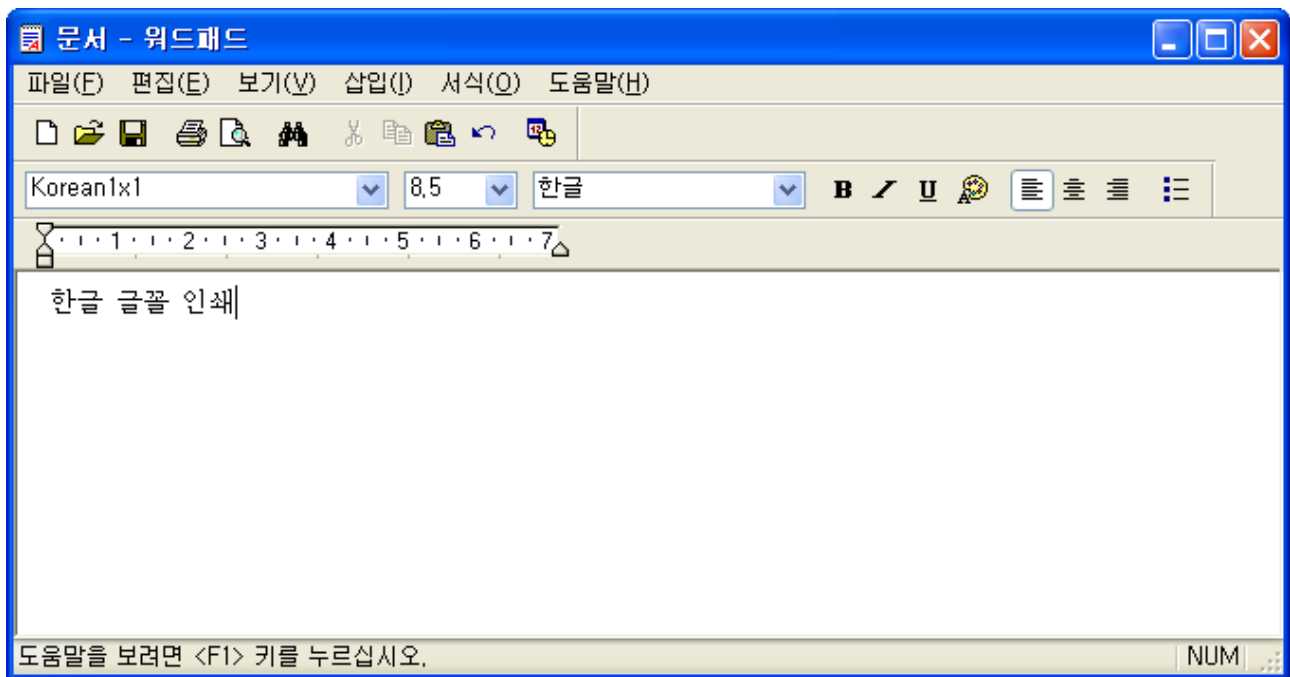 문서 - 워드패드
파일(F) 편집(E) 보기(V) 삽입(I) 서식(O) 도움말(H)
Korean1x1 8,5 한글 B / U
1 2 3 4 5 6 7
한글 글꼴 인쇄
도움말을 보려면 <F1> 키를 누르십시오. NUM